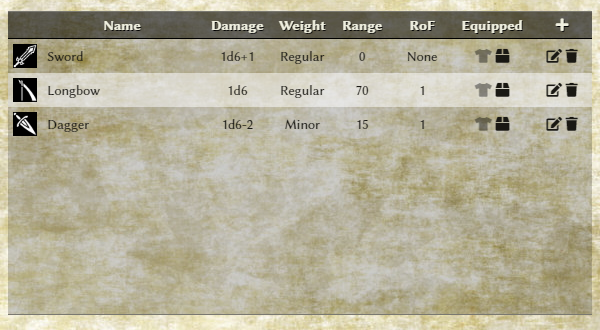 Name Damage Weight Range RoF Equipped +
Sword 1d6+1 Regular 0 None
Longbow 1d6 Regular 70 1
Dagger 1d6-2 Minor 15 1